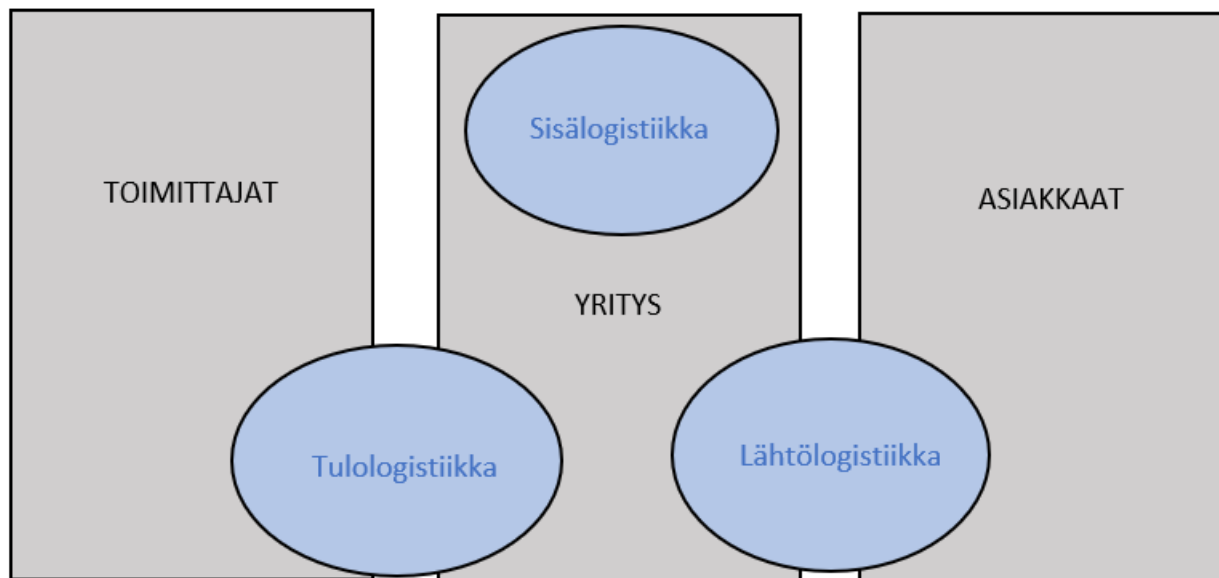 Sisälogistiikka
TOIMITTAJAT
ASIAKKAAT
YRITYS
Tulologistiikka
Lähtölogistiikka